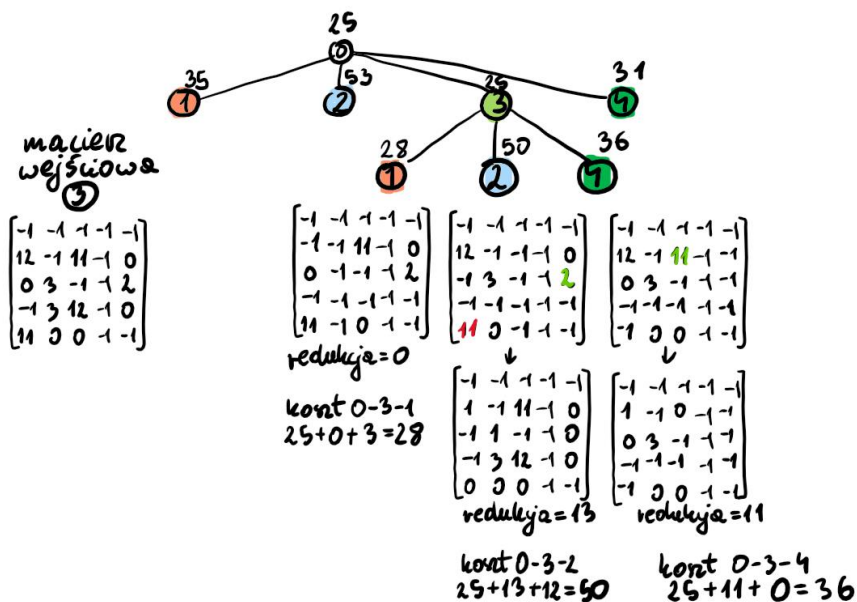 25
0
35
53
25
31
1
2
3
4
28
50
36
1
2
4
macierz
wejściowa
3
-1 -1 -1 -1 -1
12 -1 11 -1 0
0 3 -1 -1 2
-1 3 12 -1 0
11 0 0 -1 -1
-1 -1 -1 -1 -1
-1 -1 11 -1 0
0 -1 -1 -1 2
-1 -1 -1 -1 -1
11 -1 0 -1 -1
redukcja=0
koszt 0-3-1
25+0+3=28
-1 -1 -1 -1 -1
12 -1 -1 -1 0
-1 3 -1 -1 2
-1 -1 -1 -1 -1
11 0 -1 -1 -1
-1 -1 -1 -1 -1
1 -1 11 -1 0
-1 1 -1 -1 0
-1 3 12 -1 0
0 0 0 -1 -1
redukcja=13
koszt 0-3-2
25+13+12=50
-1 -1 -1 -1 -1
12 -1 11 -1 -1
0 3 -1 -1 -1
-1 -1 -1 -1 -1
-1 0 0 -1 -1
-1 -1 -1 -1 -1
1 -1 0 -1 -1
0 3 -1 -1 -1
-1 -1 -1 -1 -1
-1 0 0 -1 -1
redukcja=11
koszt 0-3-4
25+11+0=36